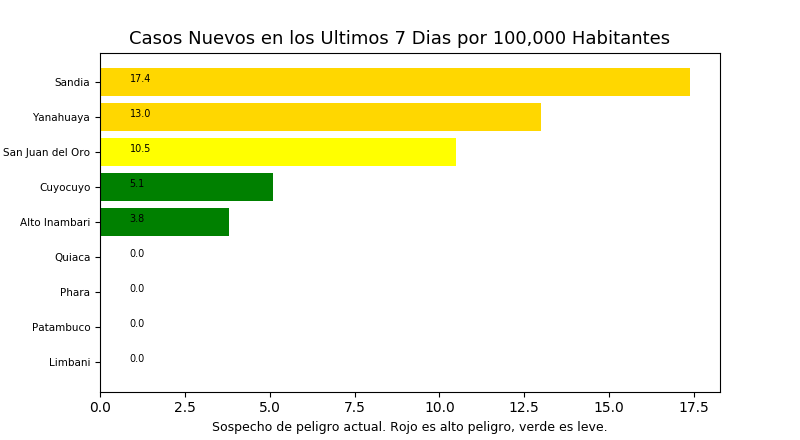 Casos Nuevos en los Ultimos 7 Dias por 100,000 Habitantes
Sandia 17.4
Yanahuaya 13.0
San Juan del Oro 10.5
Cuyocuyo 5.1
Alto Inambari 3.8
Quiaca 0.0
Phara 0.0
Patambuco 0.0
Limbani 0.0
0.0 2.5 5.0 7.5 10.0 12.5 15.0 17.5
Sospecho de peligro actual. Rojo es alto peligro, verde es leve.